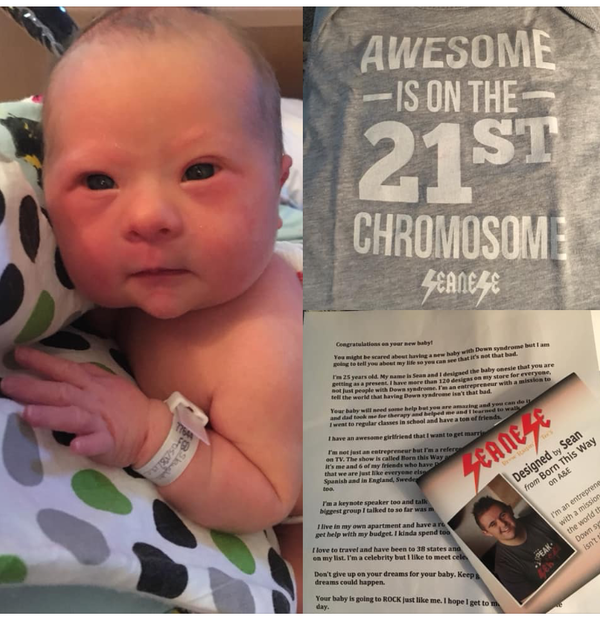 AWESOME
IS ON THE
21ST
CHROMOSOME
SEANESE
Congratulations on your new baby!
You might be scared about having a new baby with Down syndrome but I am
going to tell you about my life so you can see that it's not that bad.
I'm 25 years old. My name is Sean and I designed the baby onesie that you are
getting as a present. I have more than 120 designs on my store for everyone,
not just people with Down syndrome. I'm an entrepreneur with a mission to
tell the world that having Down syndrome isn't that bad.
Your baby will need some help but you are amazing and you can do it
and dad took me for therapy and helped me and I learned to walk
I went to regular classes in school and have a ton of friends.
I have an awesome girlfriend that I want to get
I'm not just an entrepreneur but I'm a
on TV. The show is called Born this Way
It's me and 6 of my friends who have
that we are just like everyone
Spanish and in England,
too.
I'm a keynote speaker too and
biggest group I talked to so far was
I live in my own apartment and have a
get help with my budget. I kinda spend too
I love to travel and have been to 38 states and
on my list. I'm a celebrity but I like to meet
Don't give up on your dreams for your baby. Keep
dreams could happen.
Your baby is going to ROCK just like me. I hope I get to
day.
SEANESE
Designed by Sean
from Born This Way
on A&E
I'm an
with a mission
the world
Down
isn't